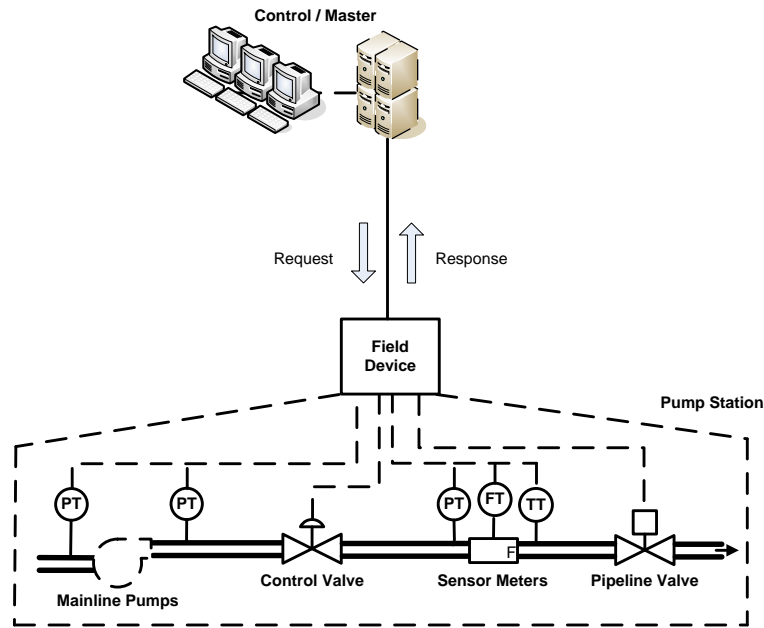 Control / Master
Request
Response
Field
Device
Pump Station
PT
PT
PT
FT
TT
F
Mainline Pumps
Control Valve
Sensor Meters
Pipeline Valve